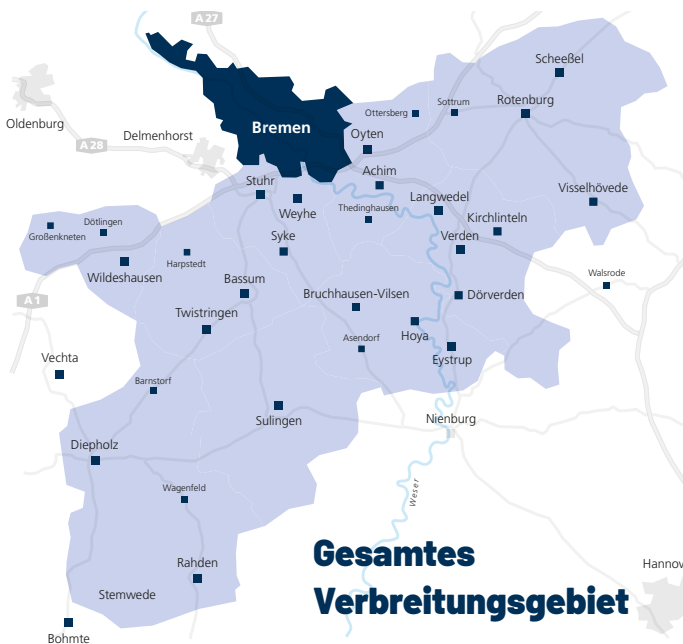 A 27
Scheeßel
Oldenburg
Delmenhorst
A 28
Bremen
Ottersberg
Sottrum
Rotenburg
Oyten
Achim
Stuhr
Weyhe
Thedinghausen
Langwedel
Visselhövede
Kirchlinteln
Großenkneten
Dötlingen
Syke
Verden
Harpstedt
Wildeshausen
Bassum
Walsrode
Bruchhausen-Vilsen
Dörverden
A 1
Twistringen
Asendorf
Hoya
Vechta
Eystrup
Barnstorf
Sulingen
Nienburg
Diepholz
Wagenfeld
Weser
Gesamtes
Verbreitungsgebiet
Rahden
Hannov
Stemwede
Bohmte